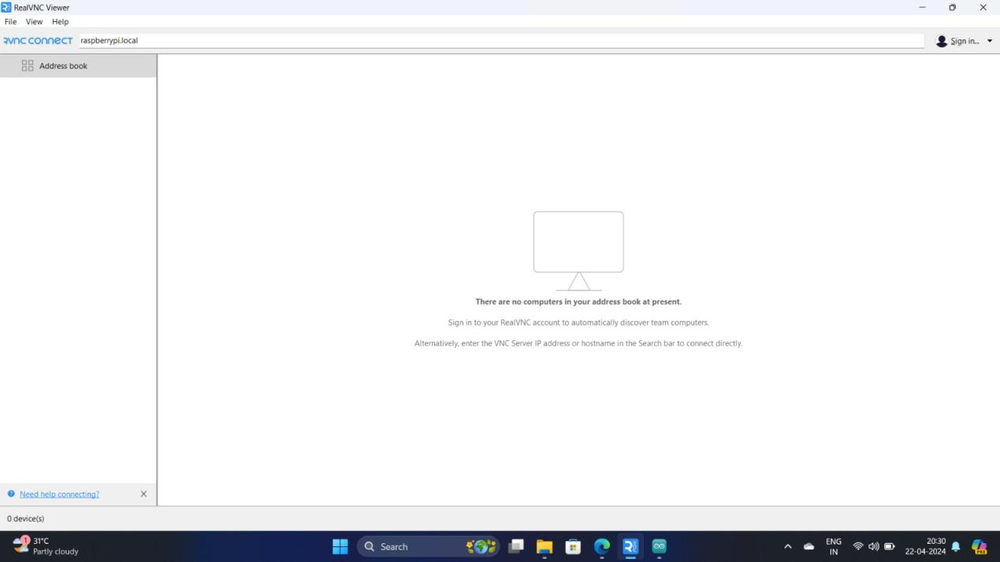 RealVNC Viewer
File View Help
RVNC CONNECT raspberrypi.local Sign in...
Address book
There are no computers in your address book at present.
Sign in to your RealVNC account to automatically discover team computers.
Alternatively, enter the VNC Server IP address or hostname in the Search bar to connect directly.
? Need help connecting?
0 device(s)
1 31°C
Partly cloudy
Search
ENG
IN
20:30
22-04-2024
PRE